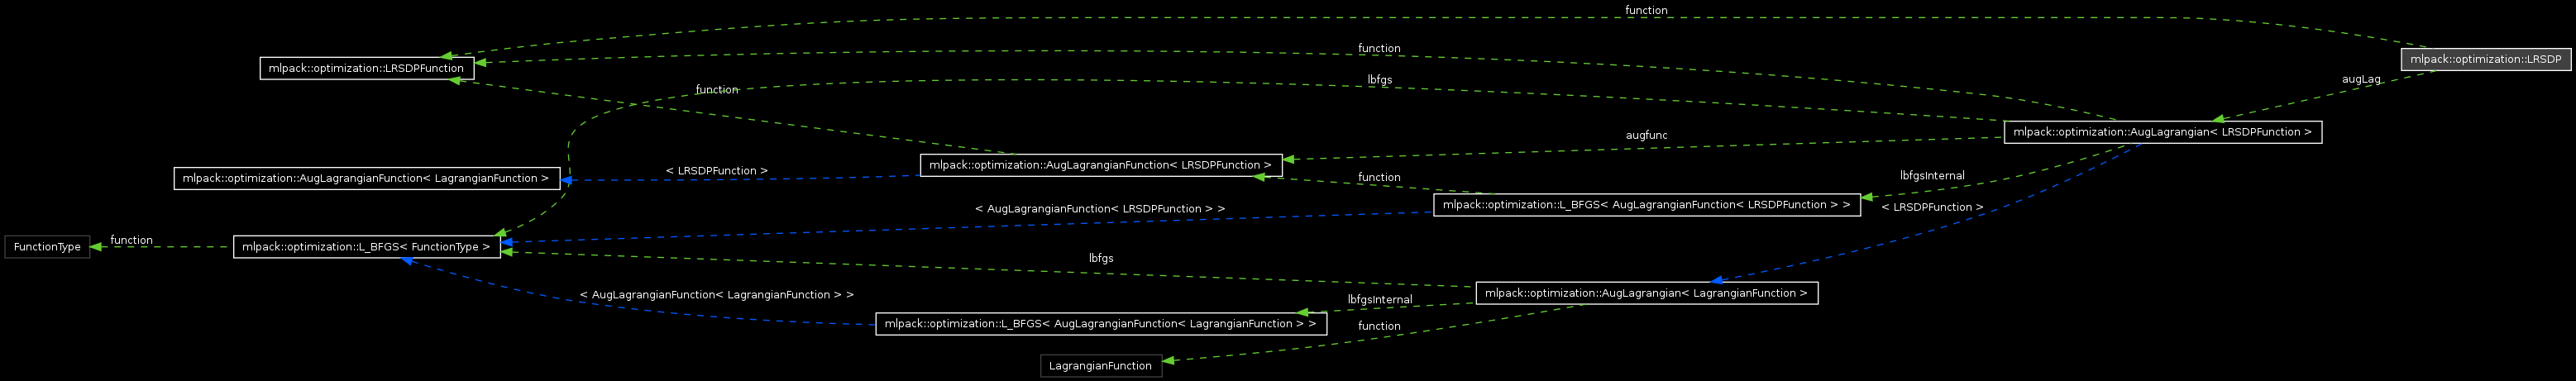 function
function
mlpack::optimization::LRSDP
mlpack::optimization::LRSDPFunction
lbfgs
augLag
function
mlpack::optimization::AugLagrangian< LRSDPFunction >
augfunc
mlpack::optimization::AugLagrangianFunction< LRSDPFunction >
< LRSDPFunction >
mlpack::optimization::AugLagrangianFunction< LagrangianFunction >
function
lbfgsInternal
mlpack::optimization::L_BFGS< AugLagrangianFunction< LRSDPFunction > >
< AugLagrangianFunction< LRSDPFunction > >
< LRSDPFunction >
function
FunctionType
mlpack::optimization::L_BFGS< FunctionType >
lbfgs
< AugLagrangianFunction< LagrangianFunction > >
mlpack::optimization::AugLagrangian< LagrangianFunction >
lbfgsInternal
mlpack::optimization::L_BFGS< AugLagrangianFunction< LagrangianFunction > >
function
LagrangianFunction